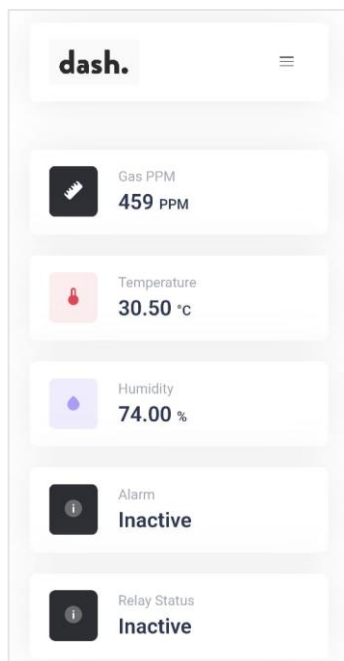 dash.
Gas PPM
459 PPM
Temperature
30.50 °C
Humidity
74.00 %
Alarm
Inactive
Relay Status
Inactive